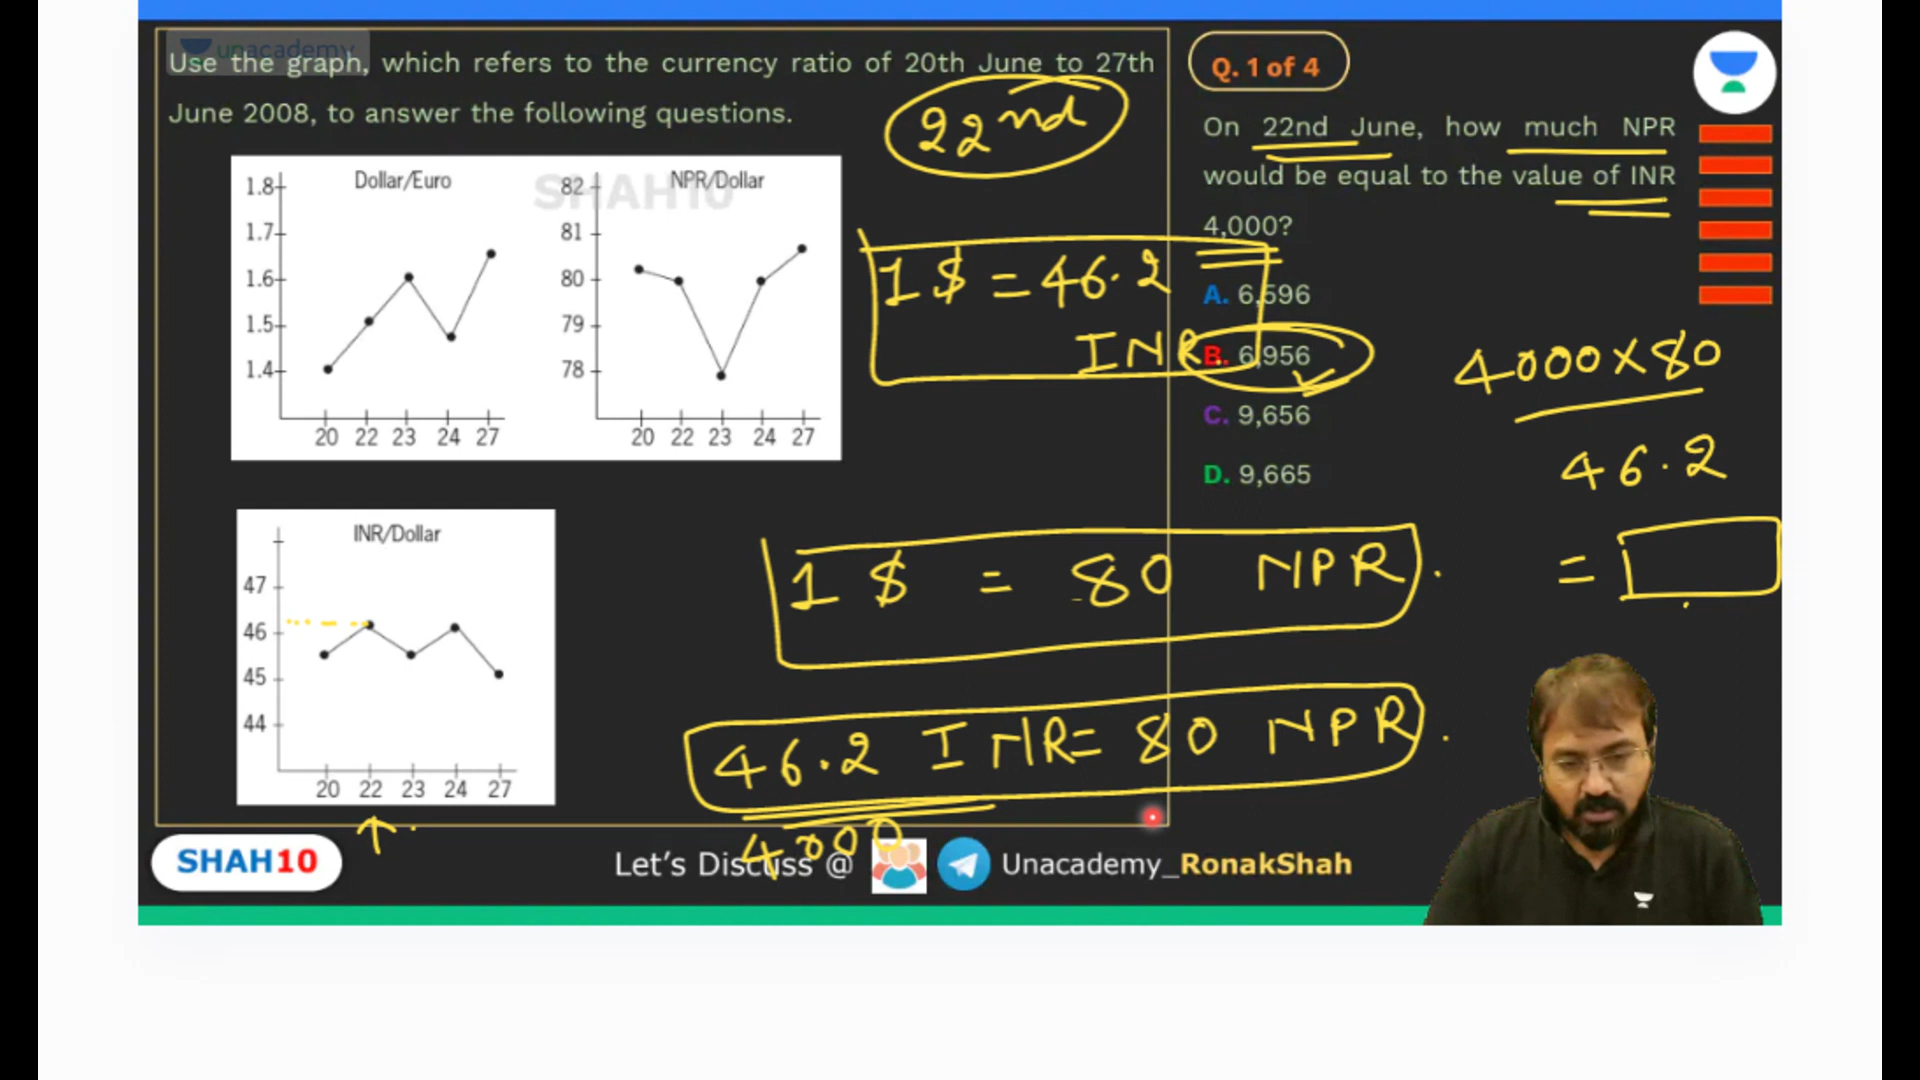 unacademy
Use the graph, which refers to the currency ratio of 20th June to 27th
June 2008, to answer the following questions.
22nd
Q. 1 of 4
On 22nd June, how much NPR
would be equal to the value of INR
4,000?
A. 6,596
B. 6,956
C. 9,656
D. 9,665
SHAH10
Dollar/Euro
1.8
1.7
1.6
1.5
1.4
20 22 23 24 27
NPR/Dollar
82
81
80
79
78
20 22 23 24 27
1 $ = 46.2
INR
4000 x 80
46.2
=
INR/Dollar
47
46
45
44
20 22 23 24 27
1 $ = 80 NPR.
46.2 INR = 80 NPR.
4000
SHAH10
Let's Discuss @ Unacademy_RonakShah